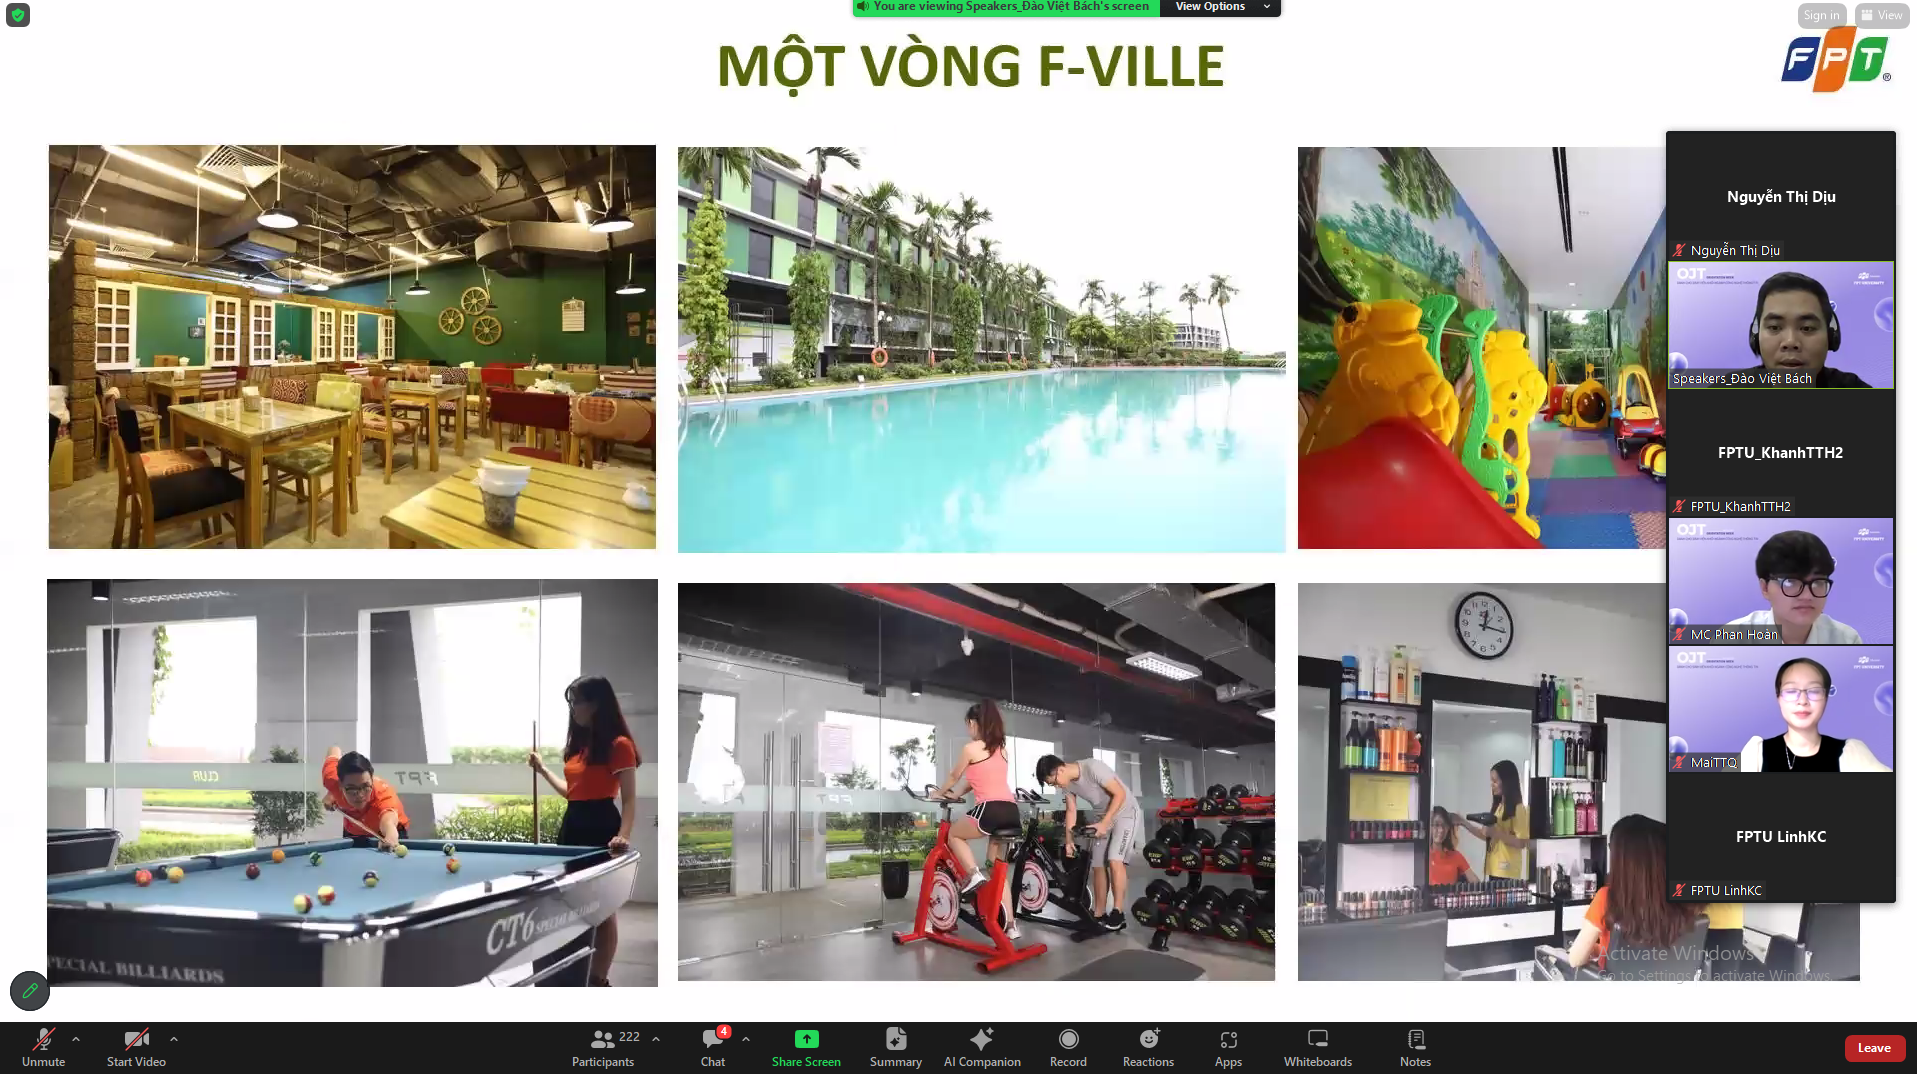 You are viewing Speakers_Đào Việt Bách's screen
View Options
Sign in
View
MỘT VÒNG F-VILLE
FPT®
Nguyễn Thị Dịu
Nguyễn Thị Dịu
OJT
Speakers_Đào Việt Bách
FPTU_KhanhTTH2
FPTU_KhanhTTH2
OJT
MC Phan Hoàn
OJT
MaiTTQ
FPTU LinhKC
FPTU LinhKC
CLUB
FPT
CT6 SPECIAL BILLIARDS
PECIAL BILLIARDS
Activate Windows
Go to Settings to activate Windows.
Unmute
Start Video
222
Participants
4
Chat
Share Screen
Summary
AI Companion
Record
Reactions
Apps
Whiteboards
Notes
Leave